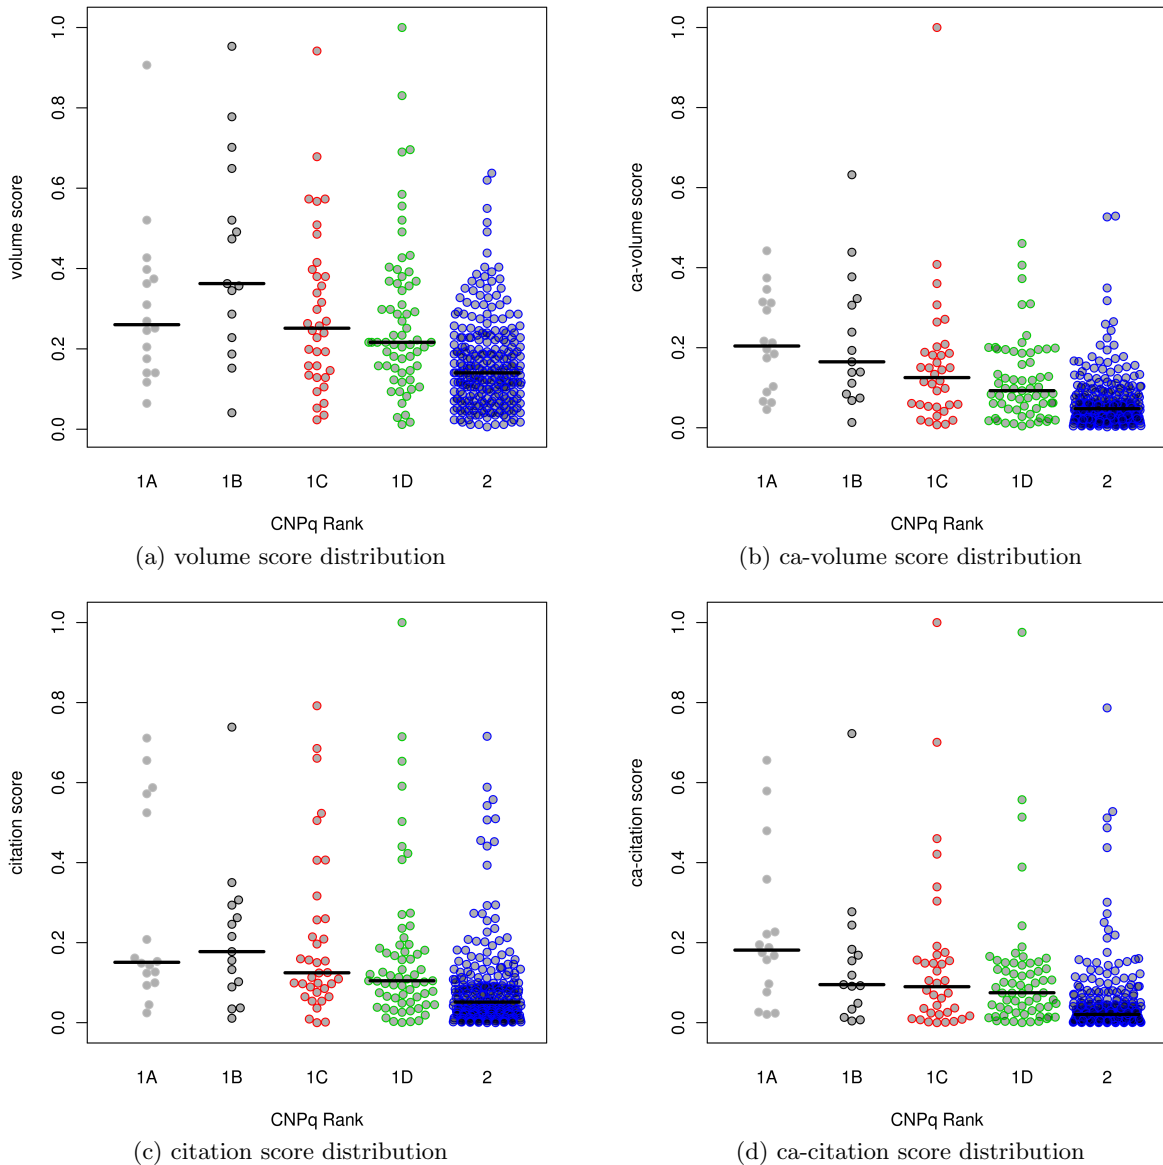 1.0
0.8
0.6
0.4
0.2
0.0
volume score
1A 1B 1C 1D 2
CNPq Rank
(a) volume score distribution
1.0
0.8
0.6
0.4
0.2
0.0
ca-volume score
1A 1B 1C 1D 2
CNPq Rank
(b) ca-volume score distribution
1.0
0.8
0.6
0.4
0.2
0.0
citation score
1A 1B 1C 1D 2
CNPq Rank
(c) citation score distribution
1.0
0.8
0.6
0.4
0.2
0.0
ca-citation score
1A 1B 1C 1D 2
CNPq Rank
(d) ca-citation score distribution